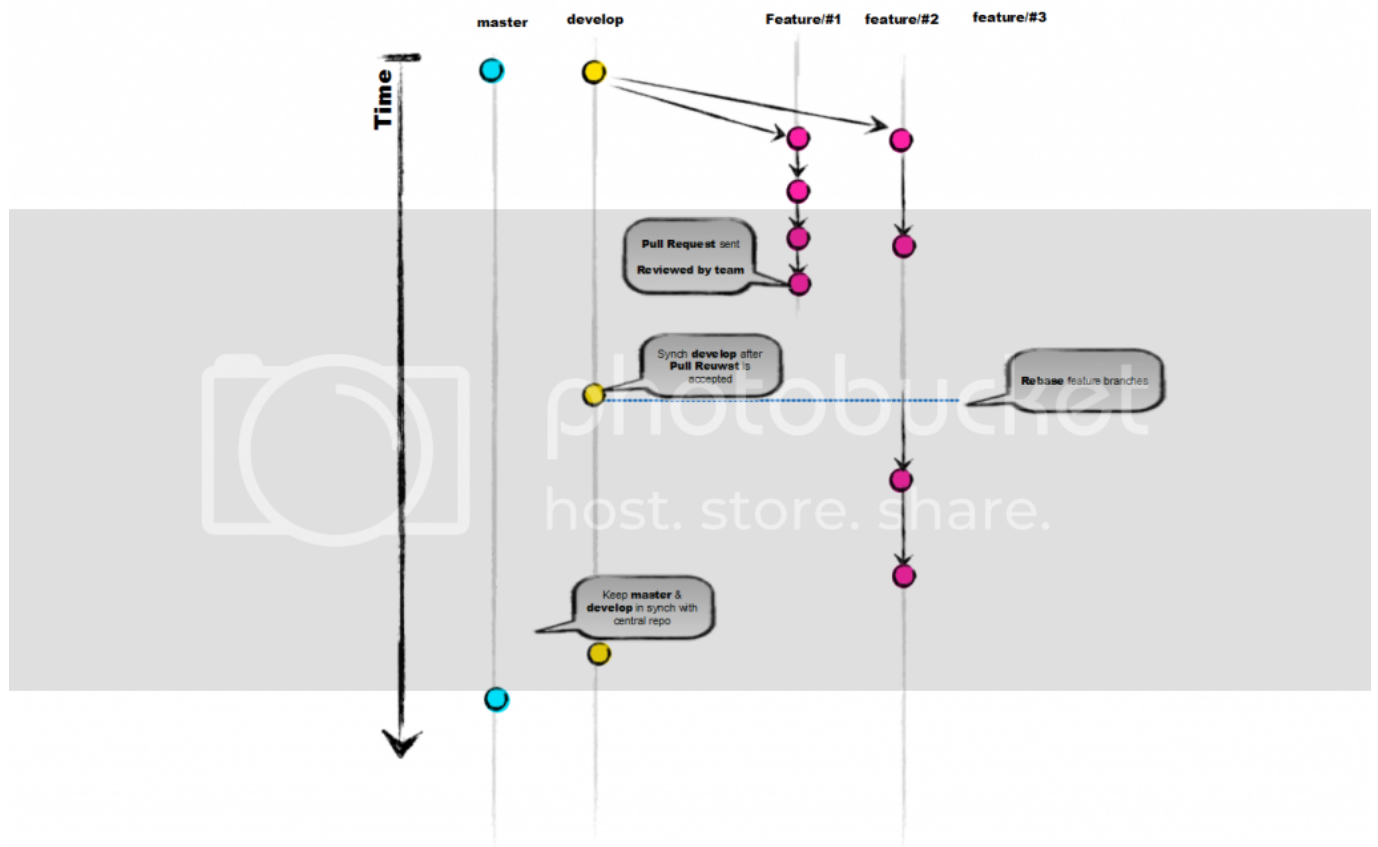 master
develop
Feature/#1
feature/#2
feature/#3
Time
Pull Request sent
Reviewed by team
Synch develop after
Pull Reuwst is
accepted
Rebase feature branches
photobucket
host. store. share.
Keep master &
develop in synch with
central repo